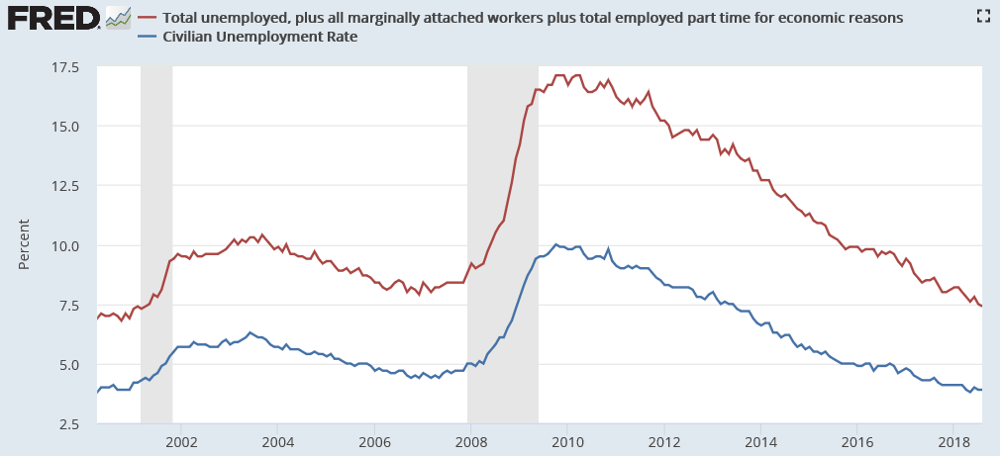 FRED
Total unemployed, plus all marginally attached workers plus total employed part time for economic reasons
Civilian Unemployment Rate
17.5
15.0
12.5
10.0
7.5
5.0
2.5
Percent
2002 2004 2006 2008 2010 2012 2014 2016 2018